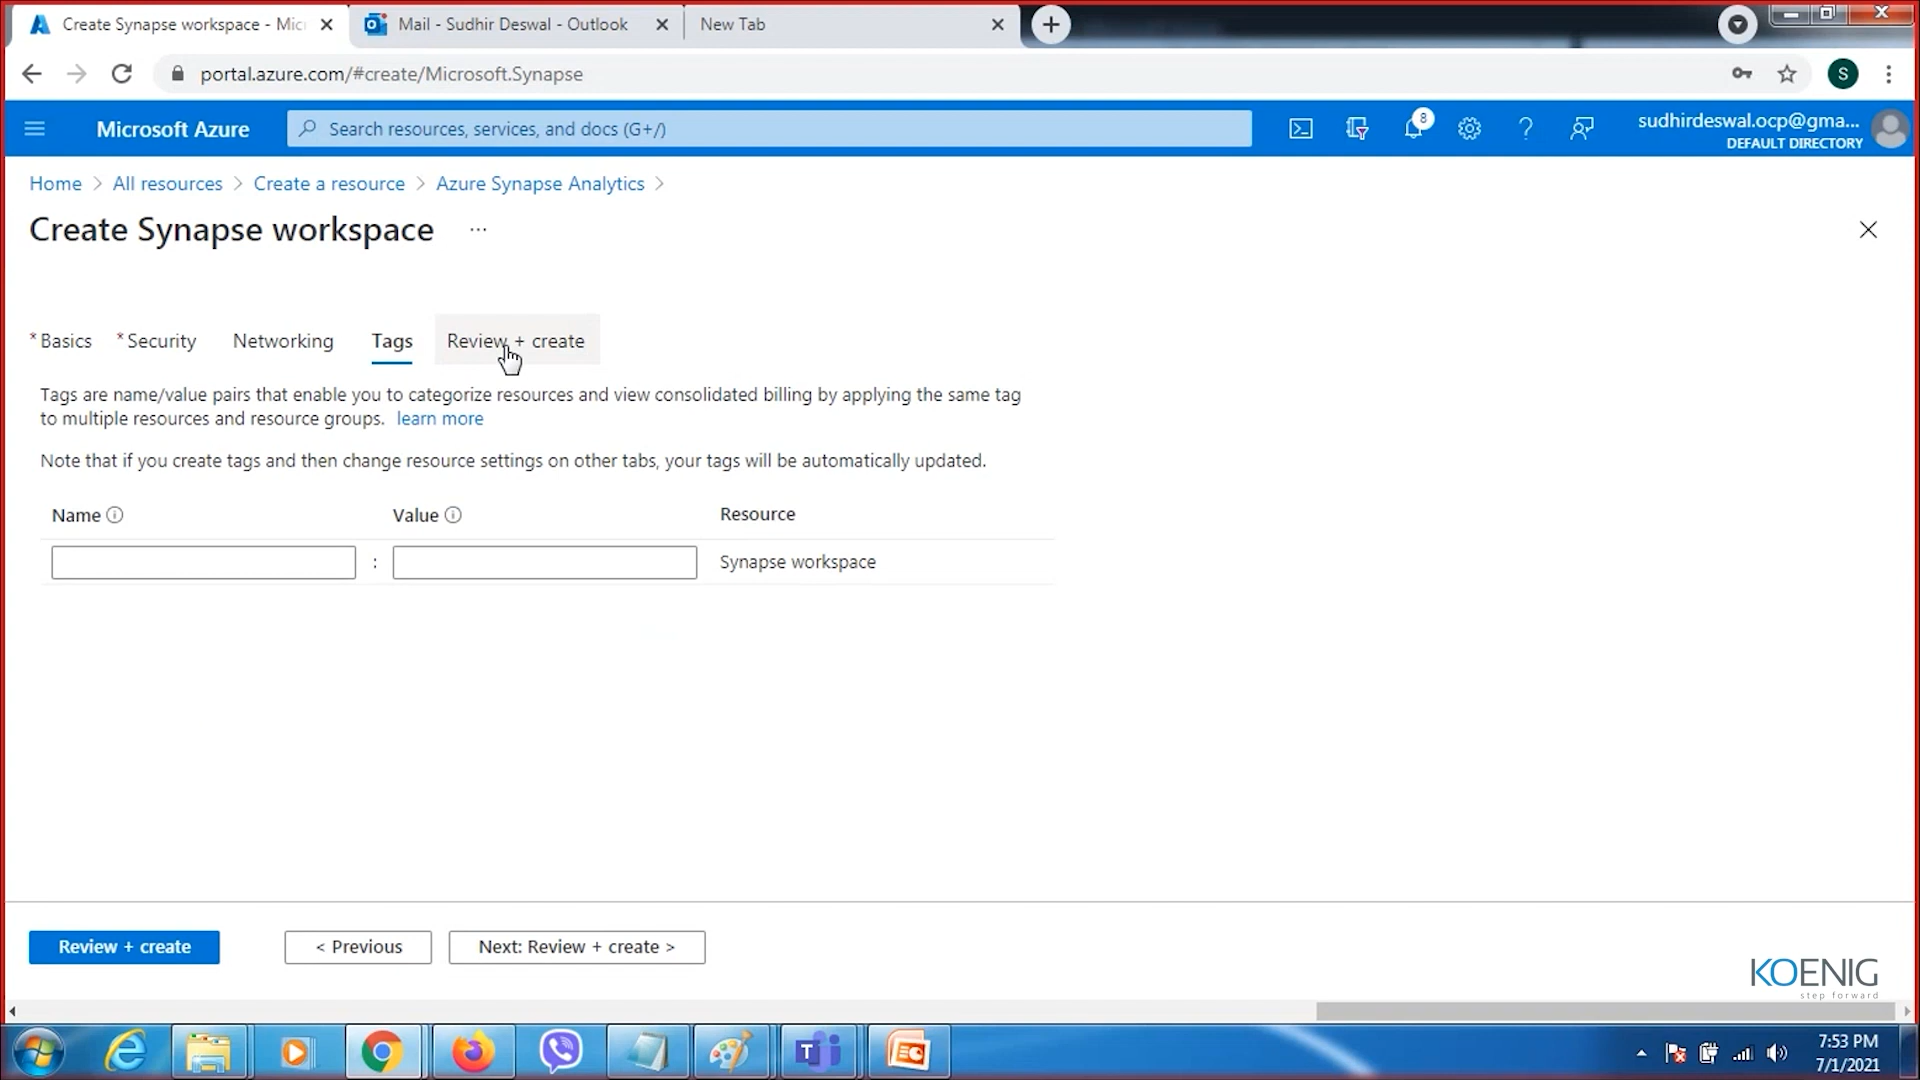 Create Synapse workspace - Mic
Mail - Sudhir Deswal - Outlook
New Tab
portal.azure.com/#create/Microsoft.Synapse
S
Microsoft Azure
Search resources, services, and docs (G+/)
8
sudhirdeswal.ocp@gma...
DEFAULT DIRECTORY
Home > All resources > Create a resource > Azure Synapse Analytics >
Create Synapse workspace ...
* Basics * Security Networking Tags Review + create
Tags are name/value pairs that enable you to categorize resources and view consolidated billing by applying the same tag
to multiple resources and resource groups. learn more
Note that if you create tags and then change resource settings on other tabs, your tags will be automatically updated.
Name Value Resource
: Synapse workspace
Review + create < Previous Next: Review + create >
KOENIG
step forward
7:53 PM
7/1/2021